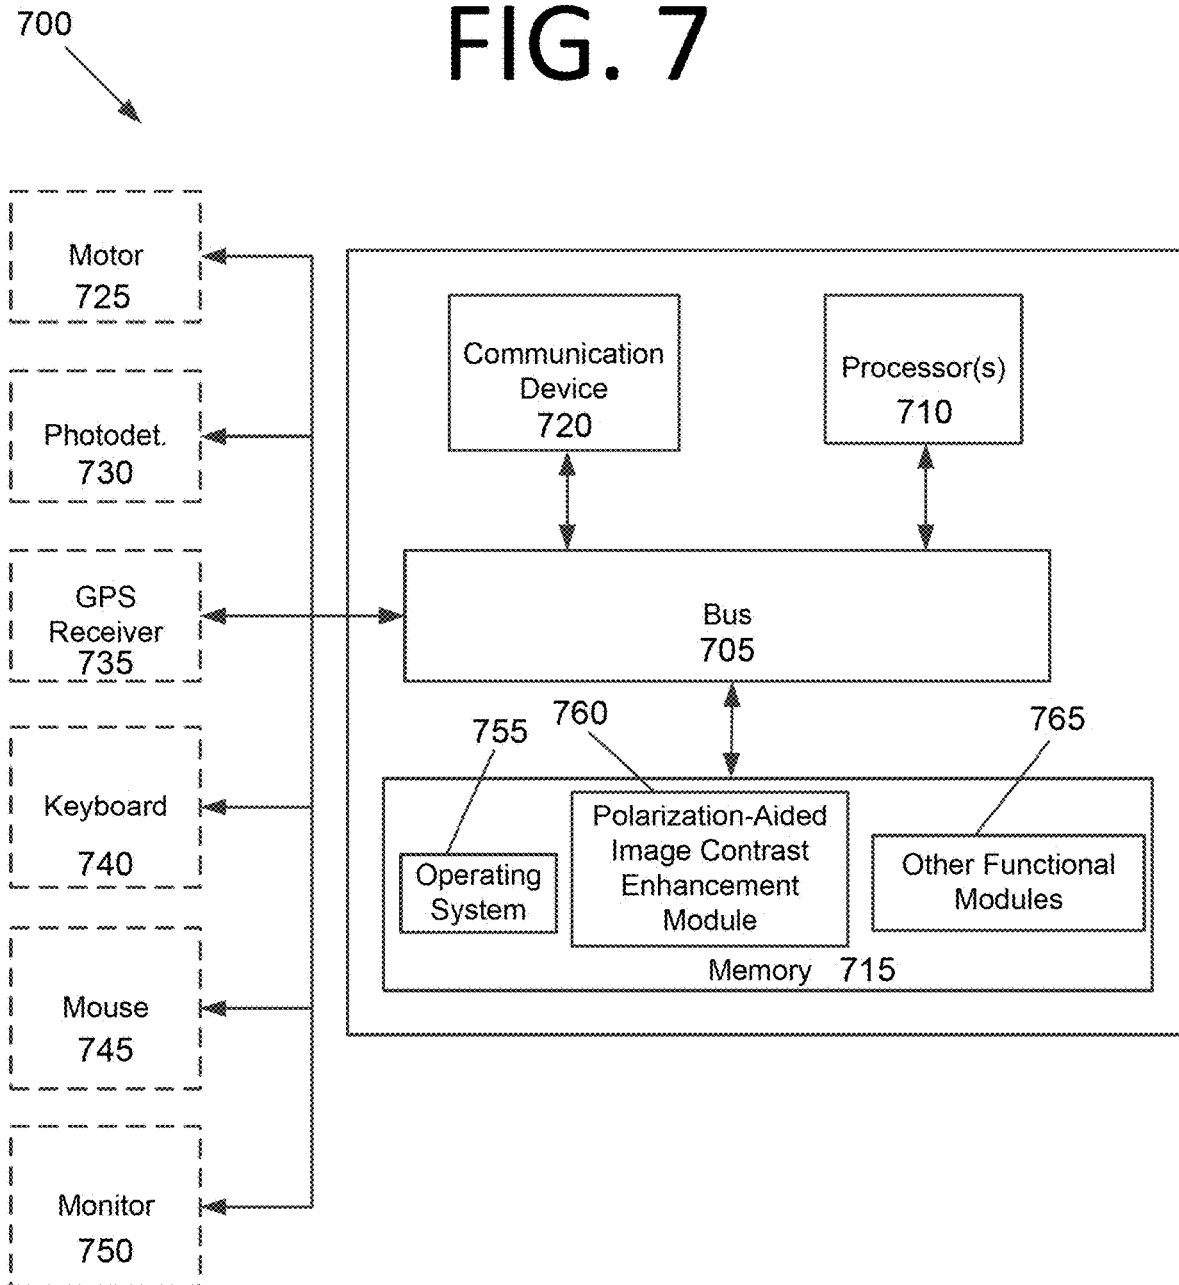 700
FIG. 7
Motor
725
Photodet.
730
GPS
Receiver
735
Keyboard
740
Mouse
745
Monitor
750
Communication
Device
720
Processor(s)
710
Bus
705
755
760
765
Operating
System
Polarization-Aided
Image Contrast
Enhancement
Module
Other Functional
Modules
Memory 715